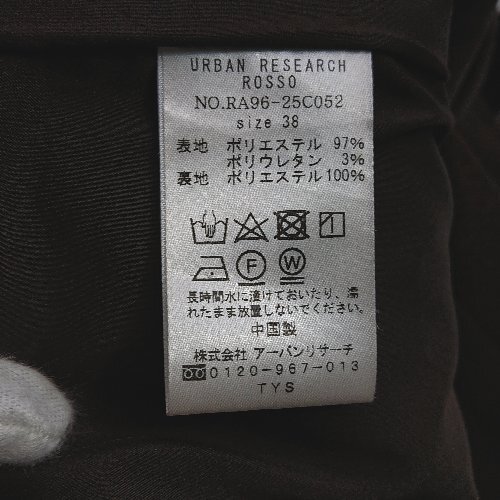 URBAN RESEARCH
ROSSO
NO.RA96-25C052
size 38
表地 ポリエステル 97%
ポリウレタン 3%
裏地 ポリエステル 100%
F W
長時間水に漬けておいたり、濡
れたまま放置しないでください。
中国製
株式会社 アーバンリサーチ
0120-967-013
TYS